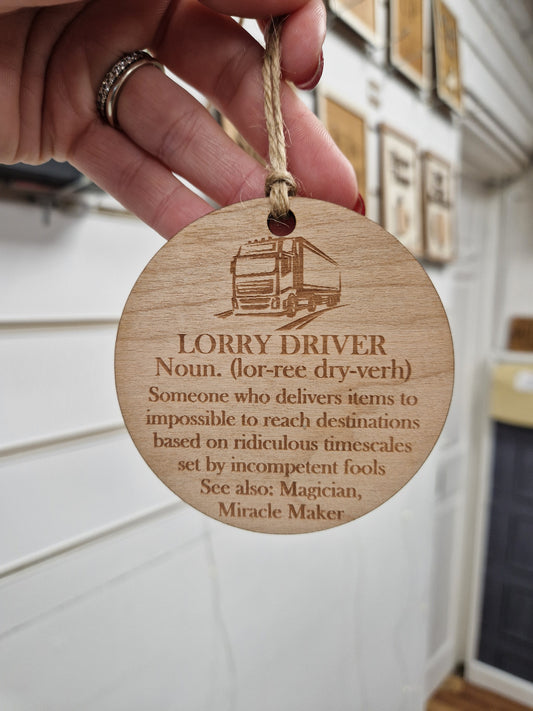 LORRY DRIVER
Noun. (lor-ree dry-verh)
Someone who delivers items to
impossible to reach destinations
based on ridiculous timescales
set by incompetent fools
See also: Magician,
Miracle Maker